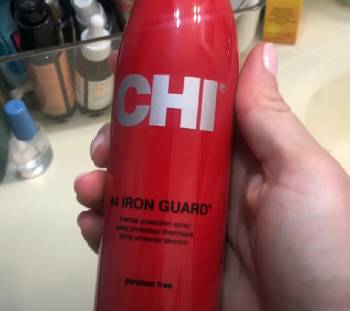 CHI®
44 IRON GUARD®
thermal protection spray
spray protecteur thermique
spray protector térmico
paraben free